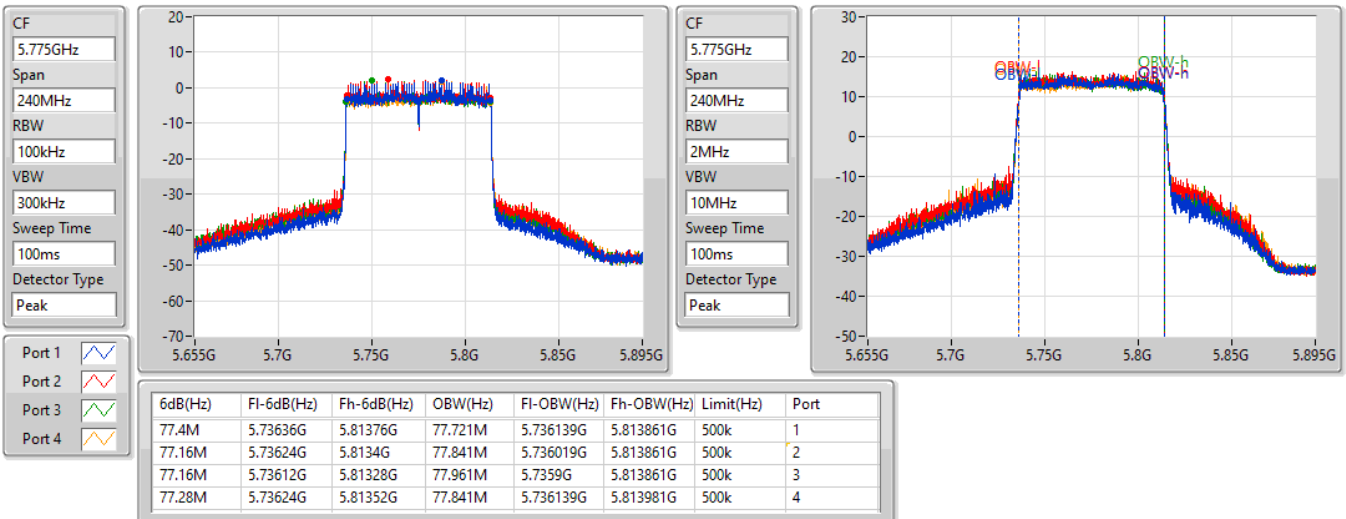 CF
5.775GHz
Span
240MHz
RBW
100kHz
VBW
300kHz
Sweep Time
100ms
Detector Type
Peak
20
10
0
-10
-20
-30
-40
-50
-60
-70
5.655G 5.7G 5.75G 5.8G 5.85G 5.895G
CF
5.775GHz
Span
240MHz
RBW
2MHz
VBW
10MHz
Sweep Time
100ms
Detector Type
Peak
30
20
10
0
-10
-20
-30
-40
-50
OBW-l OBW-h
OBW-l OBW-h
5.655G 5.7G 5.75G 5.8G 5.85G 5.895G
Port 1
Port 2
Port 3
Port 4
6dB(Hz) Fl-6dB(Hz) Fh-6dB(Hz) OBW(Hz) Fl-OBW(Hz) Fh-OBW(Hz) Limit(Hz) Port
77.4M 5.73636G 5.81376G 77.721M 5.736139G 5.813861G 500k 1
77.16M 5.73624G 5.8134G 77.841M 5.736019G 5.813861G 500k 2
77.16M 5.73612G 5.81328G 77.961M 5.7359G 5.813861G 500k 3
77.28M 5.73624G 5.81352G 77.841M 5.736139G 5.813981G 500k 4